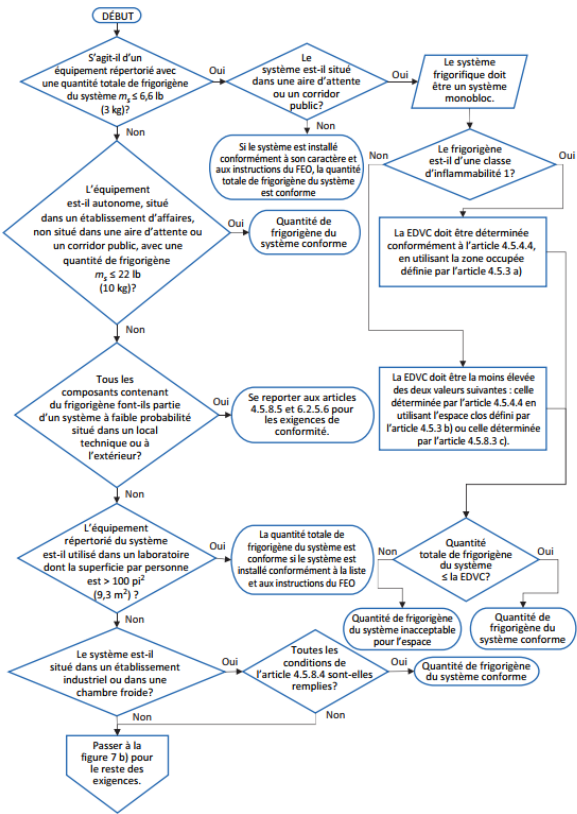 DÉBUT
S'agit-il d'un
équipement répertorié avec
une quantité totale de frigorigène
du système mₛ ≤ 6,6 lb
(3 kg)?
Oui
Non
Le
système est-il situé
dans une aire d'attente
ou un corridor
public?
Oui
Non
Le système
frigorifique doit
être un système
monobloc.
Si le système est installé
conformément à son caractère et
aux instructions du FEO, la quantité
totale de frigorigène du système
est conforme
Le frigorigène
est-il d'une classe
d'inflammabilité 1?
Non
Oui
L'équipement
est-il autonome, situé
dans un établissement d'affaires,
non situé dans une aire d'attente ou
un corridor public, avec une
quantité de frigorigène
mₛ ≤ 22 lb
(10 kg)?
Oui
Non
Quantité de
frigorigène du
système conforme
La EDVC doit être déterminée
conformément à l'article 4.5.4.4,
en utilisant la zone occupée
définie par l'article 4.5.3 a)
Tous les
composants contenant
du frigorigène font-ils partie
d'un système à faible probabilité
situé dans un local
technique ou à
l'extérieur?
Oui
Non
Se reporter aux articles
4.5.8.5 et 6.2.5.6 pour
les exigences de
conformité.
La EDVC doit être la moins élevée
des deux valeurs suivantes : celle
déterminée par l'article 4.5.4.4 en
utilisant l'espace clos défini par
l'article 4.5.3 b) ou celle déterminée
par l'article 4.5.8.3 c).
L'équipement
répertorié du système
est-il utilisé dans un laboratoire
dont la superficie par personne
est > 100 pi²
(9,3 m²) ?
Oui
Non
La quantité totale de
frigorigène du système est
conforme si le système est
installé conformément à la liste
et aux instructions du FEO
Quantité
totale de frigorigène
du système
≤ la EDVC?
Non
Oui
Quantité de frigorigène
du système inacceptable
pour l'espace
Quantité de
frigorigène du
système conforme
Le système est-il
situé dans un établissement
industriel ou dans une
chambre froide?
Oui
Non
Toutes les
conditions de
l'article 4.5.8.4 sont-elles
remplies?
Oui
Non
Quantité de frigorigène
du système conforme
Passer à la
figure 7 b) pour
le reste des
exigences.